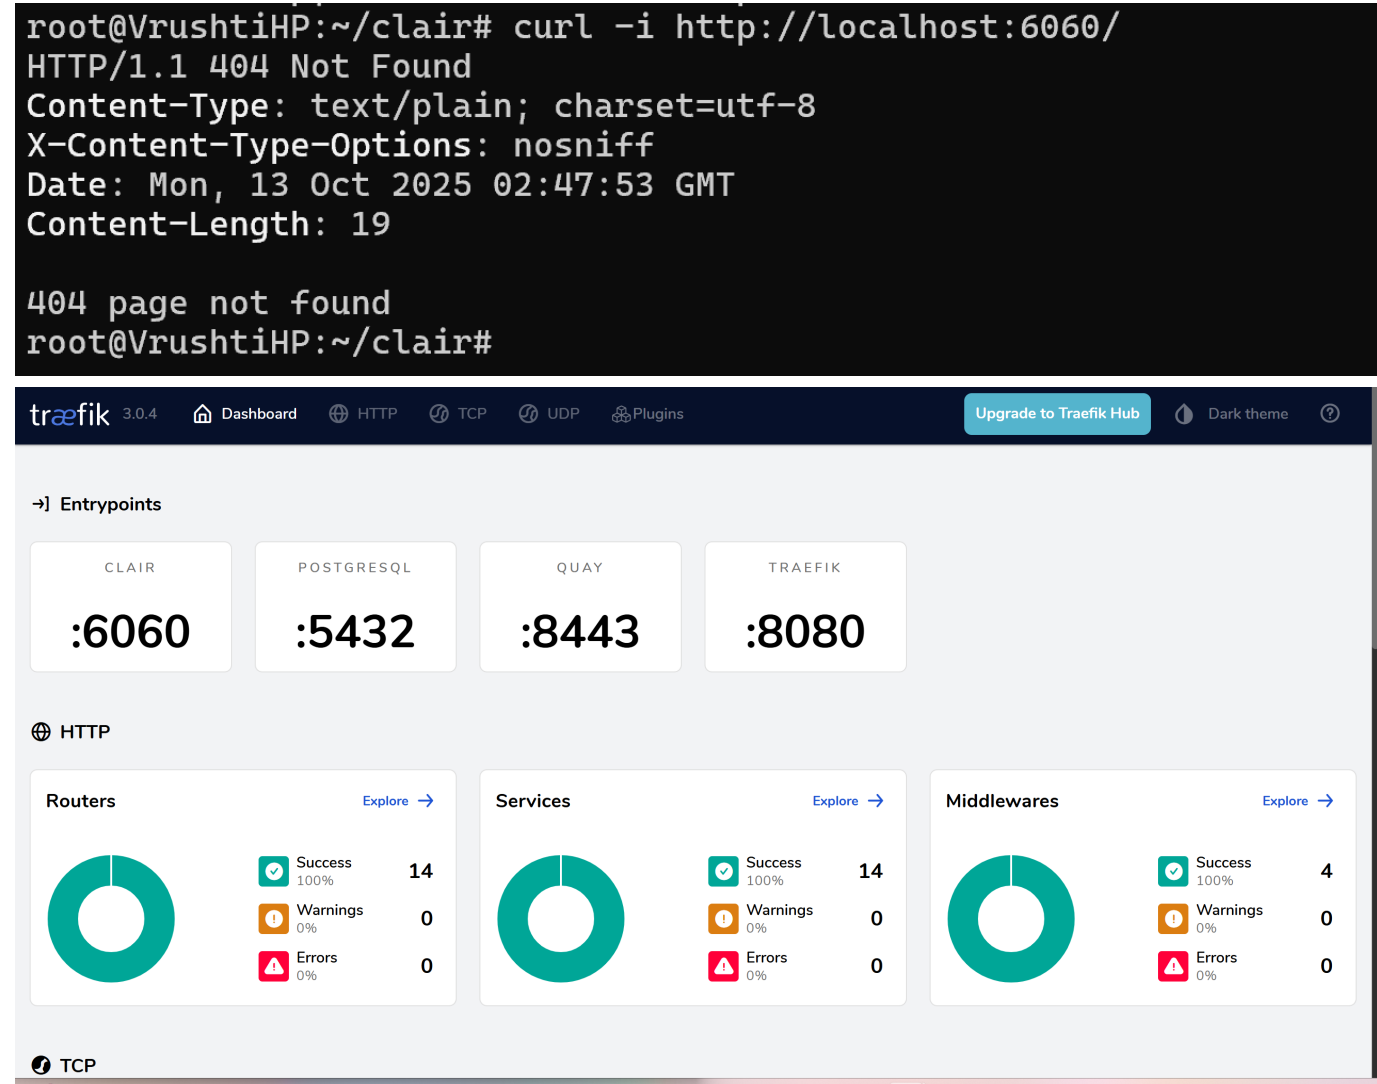 root@VrushtiHP:~/clair# curl -i http://localhost:6060/
HTTP/1.1 404 Not Found
Content-Type: text/plain; charset=utf-8
X-Content-Type-Options: nosniff
Date: Mon, 13 Oct 2025 02:47:53 GMT
Content-Length: 19

404 page not found
root@VrushtiHP:~/clair#
træfik 3.0.4 Dashboard HTTP TCP UDP Plugins Upgrade to Traefik Hub Dark theme
Entrypoints
CLAIR
:6060
POSTGRESQL
:5432
QUAY
:8443
TRAEFIK
:8080
HTTP
Routers Explore
Success 14
100%
Warnings 0
0%
Errors 0
0%
Services Explore
Success 14
100%
Warnings 0
0%
Errors 0
0%
Middlewares Explore
Success 4
100%
Warnings 0
0%
Errors 0
0%
TCP